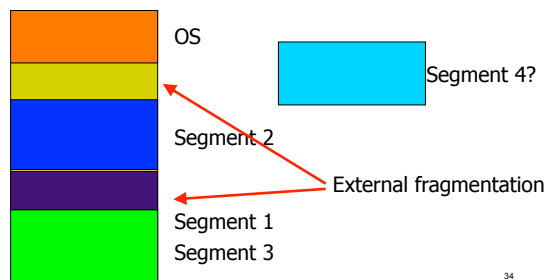 OS
Segment 4?
Segment 2
External fragmentation
Segment 1
Segment 3
34